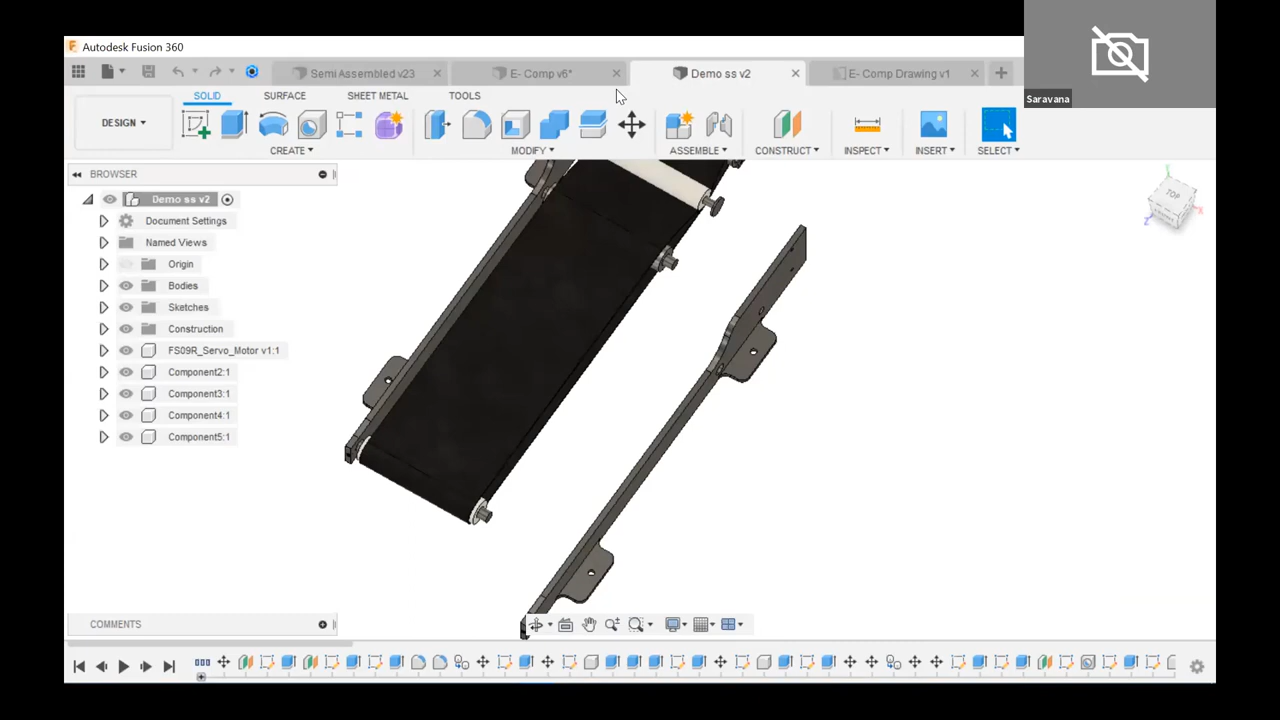 Autodesk Fusion 360
Semi Assembled v23
E- Comp v6*
Demo ss v2
E- Comp Drawing v1
Saravana
SOLID
SURFACE
SHEET METAL
TOOLS
DESIGN
CREATE
MODIFY
ASSEMBLE
CONSTRUCT
INSPECT
INSERT
SELECT
BROWSER
Demo ss v2
Document Settings
Named Views
Origin
Bodies
Sketches
Construction
FS09R_Servo_Motor v1:1
Component2:1
Component3:1
Component4:1
Component5:1
TOP
Y
X
Z
COMMENTS